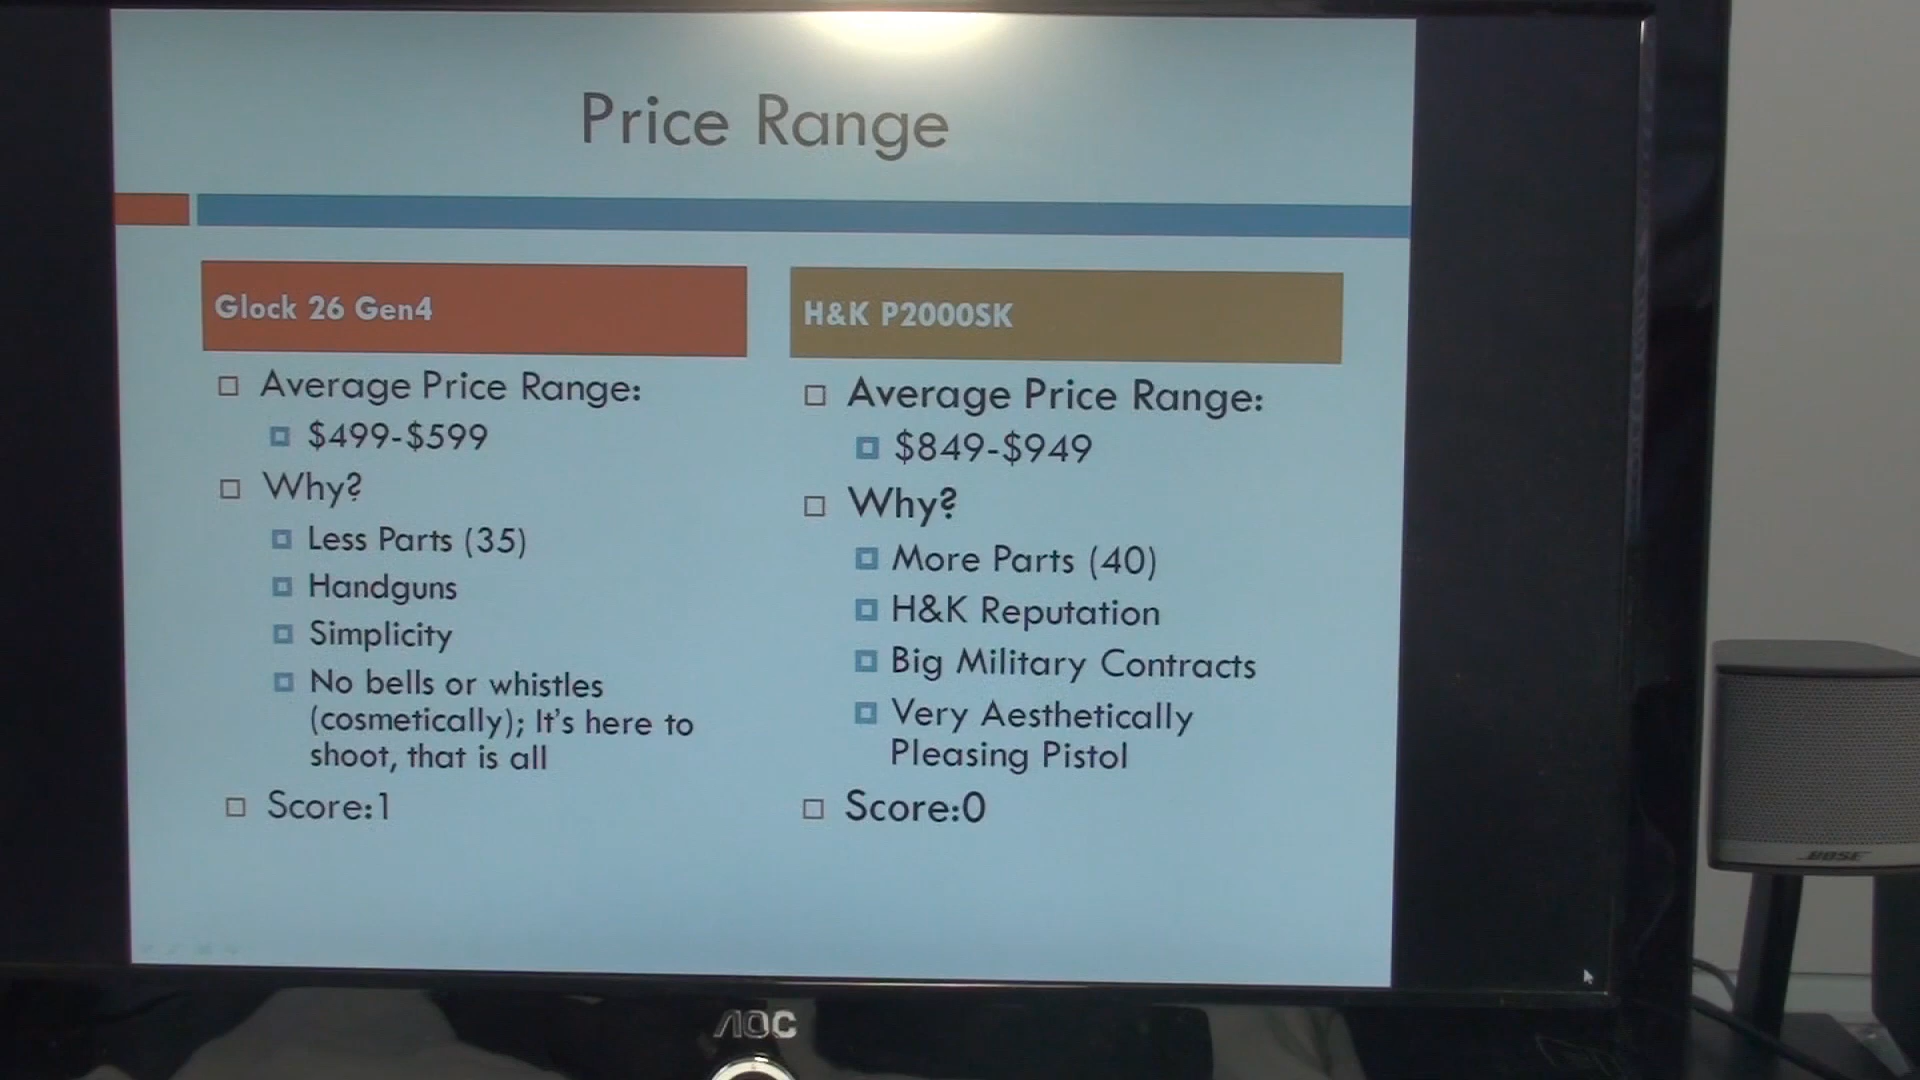 Price Range
Glock 26 Gen4
Average Price Range:
$499-$599
Why?
Less Parts (35)
Handguns
Simplicity
No bells or whistles
(cosmetically); It's here to
shoot, that is all
Score:1
H&K P2000SK
Average Price Range:
$849-$949
Why?
More Parts (40)
H&K Reputation
Big Military Contracts
Very Aesthetically
Pleasing Pistol
Score:0
AOC
BOSE